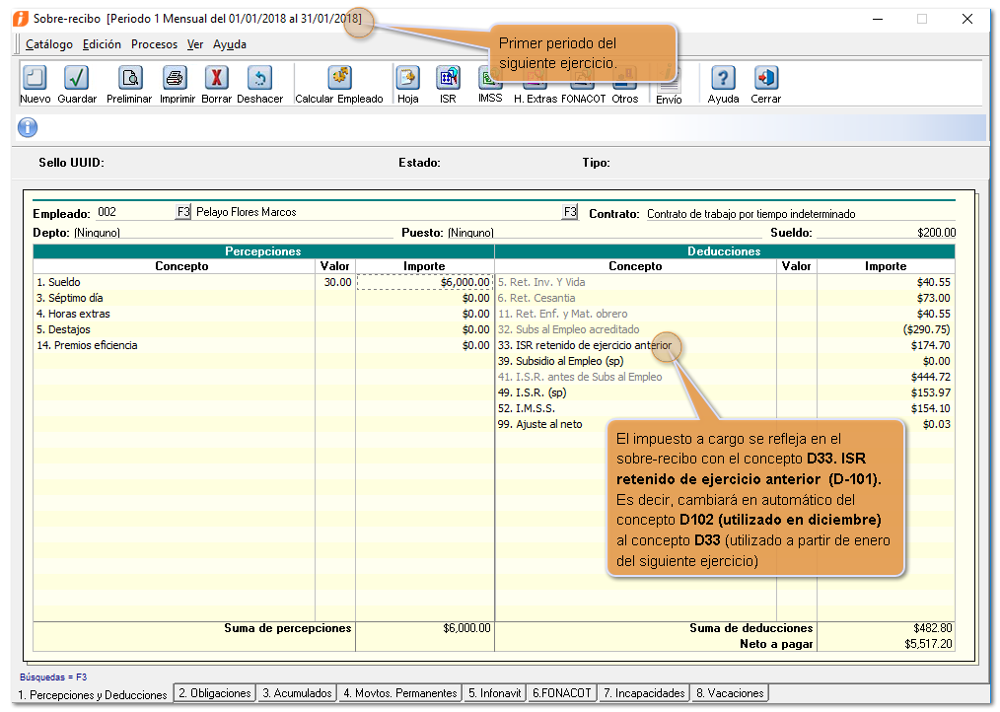 Sobre-recibo [Periodo 1 Mensual del 01/01/2018 al 31/01/2018]
Catálogo Edición Procesos Ver Ayuda
Primer periodo del
siguiente ejercicio.
Nuevo Guardar Preliminar Imprimir Borrar Deshacer Calcular Empleado Hoja ISR IMSS H. Extras FONACOT Otros Envío Ayuda Cerrar
Sello UUID: Estado: Tipo:
Empleado: 002 F3 Pelayo Flores Marcos F3 Contrato: Contrato de trabajo por tiempo indeterminado
Depto: (Ninguno) Puesto: (Ninguno) Sueldo: $200.00
Percepciones Deducciones
Concepto Valor Importe Concepto Valor Importe
1. Sueldo 30.00 $6,000.00 5. Ret. Inv. Y Vida $40.55
3. Séptimo día $0.00 6. Ret. Cesantia $73.00
4. Horas extras $0.00 11. Ret. Enf. y Mat. obrero $40.55
5. Destajos $0.00 32. Subs al Empleo acreditado ($290.75)
14. Premios eficiencia $0.00 33. ISR retenido de ejercicio anterior $174.70
39. Subsidio al Empleo (sp) $0.00
41. I.S.R. antes de Subs al Empleo $444.72
49. I.S.R. (sp) $153.97
52. I.M.S.S. $154.10
99. Ajuste al neto $0.03
El impuesto a cargo se refleja en el
sobre-recibo con el concepto D33. ISR
retenido de ejercicio anterior (D-101).
Es decir, cambiará en automático del
concepto D102 (utilizado en diciembre)
al concepto D33 (utilizado a partir de enero
del siguiente ejercicio)
Suma de percepciones $6,000.00 Suma de deducciones $482.80
Neto a pagar $5,517.20
Búsquedas = F3
1. Percepciones y Deducciones 2. Obligaciones 3. Acumulados 4. Movtos. Permanentes 5. Infonavit 6.FONACOT 7. Incapacidades 8. Vacaciones